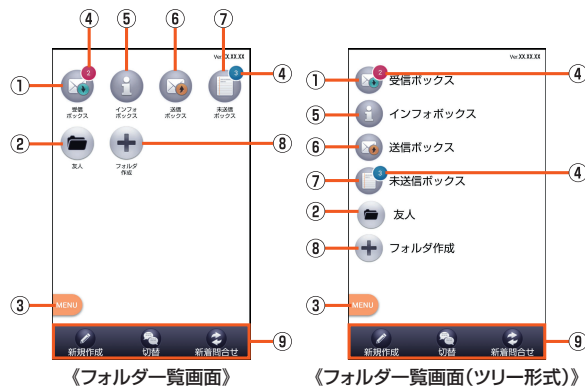 ④ ⑤ ⑥ ⑦
Ver.XX.XX.XX
① 2 3 ④
受信
ボックス
インフォ
ボックス
送信
ボックス
未送信
ボックス
② ⑧
友人
フォルダ
作成
③ MENU
新規作成 切替 新着問合せ ⑨
《フォルダ一覧画面》
Ver.XX.XX.XX
① 2 受信ボックス ④
⑤ インフォボックス
⑥ 送信ボックス
⑦ 3 未送信ボックス ④
② 友人
⑧ フォルダ作成
③ MENU
新規作成 切替 新着問合せ ⑨
《フォルダ一覧画面(ツリー形式)》